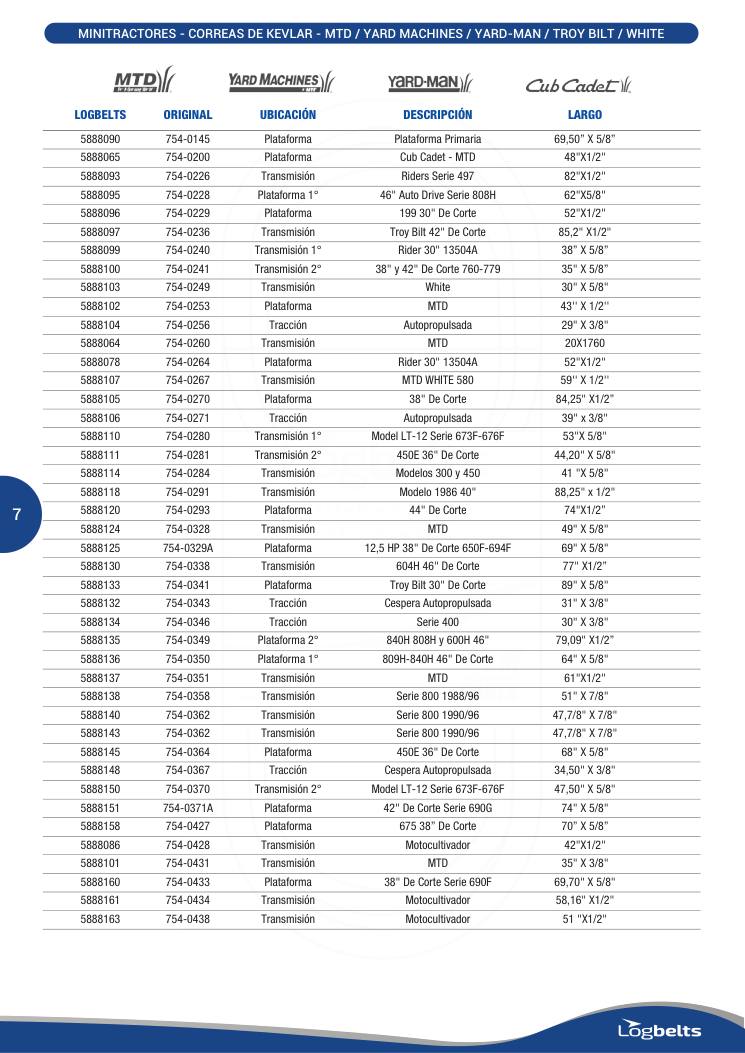 MINITRACTORES - CORREAS DE KEVLAR - MTD / YARD MACHINES / YARD-MAN / TROY BILT / WHITE
MTD YARD MACHINES YARD-MAN Cub Cadet
LOGBELTS ORIGINAL UBICACIÓN DESCRIPCIÓN LARGO
5888090 754-0145 Plataforma Plataforma Primaria 69,50" X 5/8"
5888065 754-0200 Plataforma Cub Cadet - MTD 48"X1/2"
5888093 754-0226 Transmisión Riders Serie 497 82"X1/2"
5888095 754-0228 Plataforma 1° 46" Auto Drive Serie 808H 62"X5/8"
5888096 754-0229 Plataforma 199 30" De Corte 52"X1/2"
5888097 754-0236 Transmisión Troy Bilt 42" De Corte 85,2" X1/2"
5888099 754-0240 Transmisión 1° Rider 30" 13504A 38" X 5/8"
5888100 754-0241 Transmisión 2° 38" y 42" De Corte 760-779 35" X 5/8"
5888103 754-0249 Transmisión White 30" X 5/8"
5888102 754-0253 Plataforma MTD 43'' X 1/2''
5888104 754-0256 Tracción Autopropulsada 29" X 3/8"
5888064 754-0260 Transmisión MTD 20X1760
5888078 754-0264 Plataforma Rider 30" 13504A 52"X1/2"
5888107 754-0267 Transmisión MTD WHITE 580 59'' X 1/2''
5888105 754-0270 Plataforma 38" De Corte 84,25" X1/2"
5888106 754-0271 Tracción Autopropulsada 39" x 3/8"
5888110 754-0280 Transmisión 1° Model LT-12 Serie 673F-676F 53"X 5/8"
5888111 754-0281 Transmisión 2° 450E 36" De Corte 44,20" X 5/8"
5888114 754-0284 Transmisión Modelos 300 y 450 41 "X 5/8"
5888118 754-0291 Transmisión Modelo 1986 40" 88,25" x 1/2"
5888120 754-0293 Plataforma 44" De Corte 74"X1/2"
5888124 754-0328 Transmisión MTD 49" X 5/8"
5888125 754-0329A Plataforma 12,5 HP 38" De Corte 650F-694F 69" X 5/8"
5888130 754-0338 Transmisión 604H 46" De Corte 77" X1/2"
5888133 754-0341 Plataforma Troy Bilt 30" De Corte 89" X 5/8"
5888132 754-0343 Tracción Cespera Autopropulsada 31" X 3/8"
5888134 754-0346 Tracción Serie 400 30" X 3/8"
5888135 754-0349 Plataforma 2° 840H 808H y 600H 46" 79,09" X1/2"
5888136 754-0350 Plataforma 1° 809H-840H 46" De Corte 64" X 5/8"
5888137 754-0351 Transmisión MTD 61"X1/2"
5888138 754-0358 Transmisión Serie 800 1988/96 51" X 7/8"
5888140 754-0362 Transmisión Serie 800 1990/96 47,7/8" X 7/8"
5888143 754-0362 Transmisión Serie 800 1990/96 47,7/8" X 7/8"
5888145 754-0364 Plataforma 450E 36" De Corte 68" X 5/8"
5888148 754-0367 Tracción Cespera Autopropulsada 34,50" X 3/8"
5888150 754-0370 Transmisión 2° Model LT-12 Serie 673F-676F 47,50" X 5/8"
5888151 754-0371A Plataforma 42" De Corte Serie 690G 74" X 5/8"
5888158 754-0427 Plataforma 675 38" De Corte 70" X 5/8"
5888086 754-0428 Transmisión Motocultivador 42"X1/2"
5888101 754-0431 Transmisión MTD 35" X 3/8"
5888160 754-0433 Plataforma 38" De Corte Serie 690F 69,70" X 5/8"
5888161 754-0434 Transmisión Motocultivador 58,16" X1/2"
5888163 754-0438 Transmisión Motocultivador 51 "X1/2"
7
Logbelts